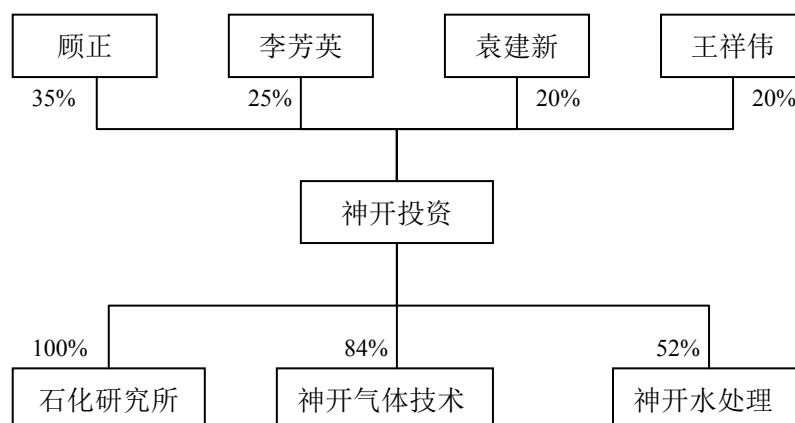 顾正 李芳英 袁建新 王祥伟
35% 25% 20% 20%
神开投资
100% 84% 52%
石化研究所 神开气体技术 神开水处理